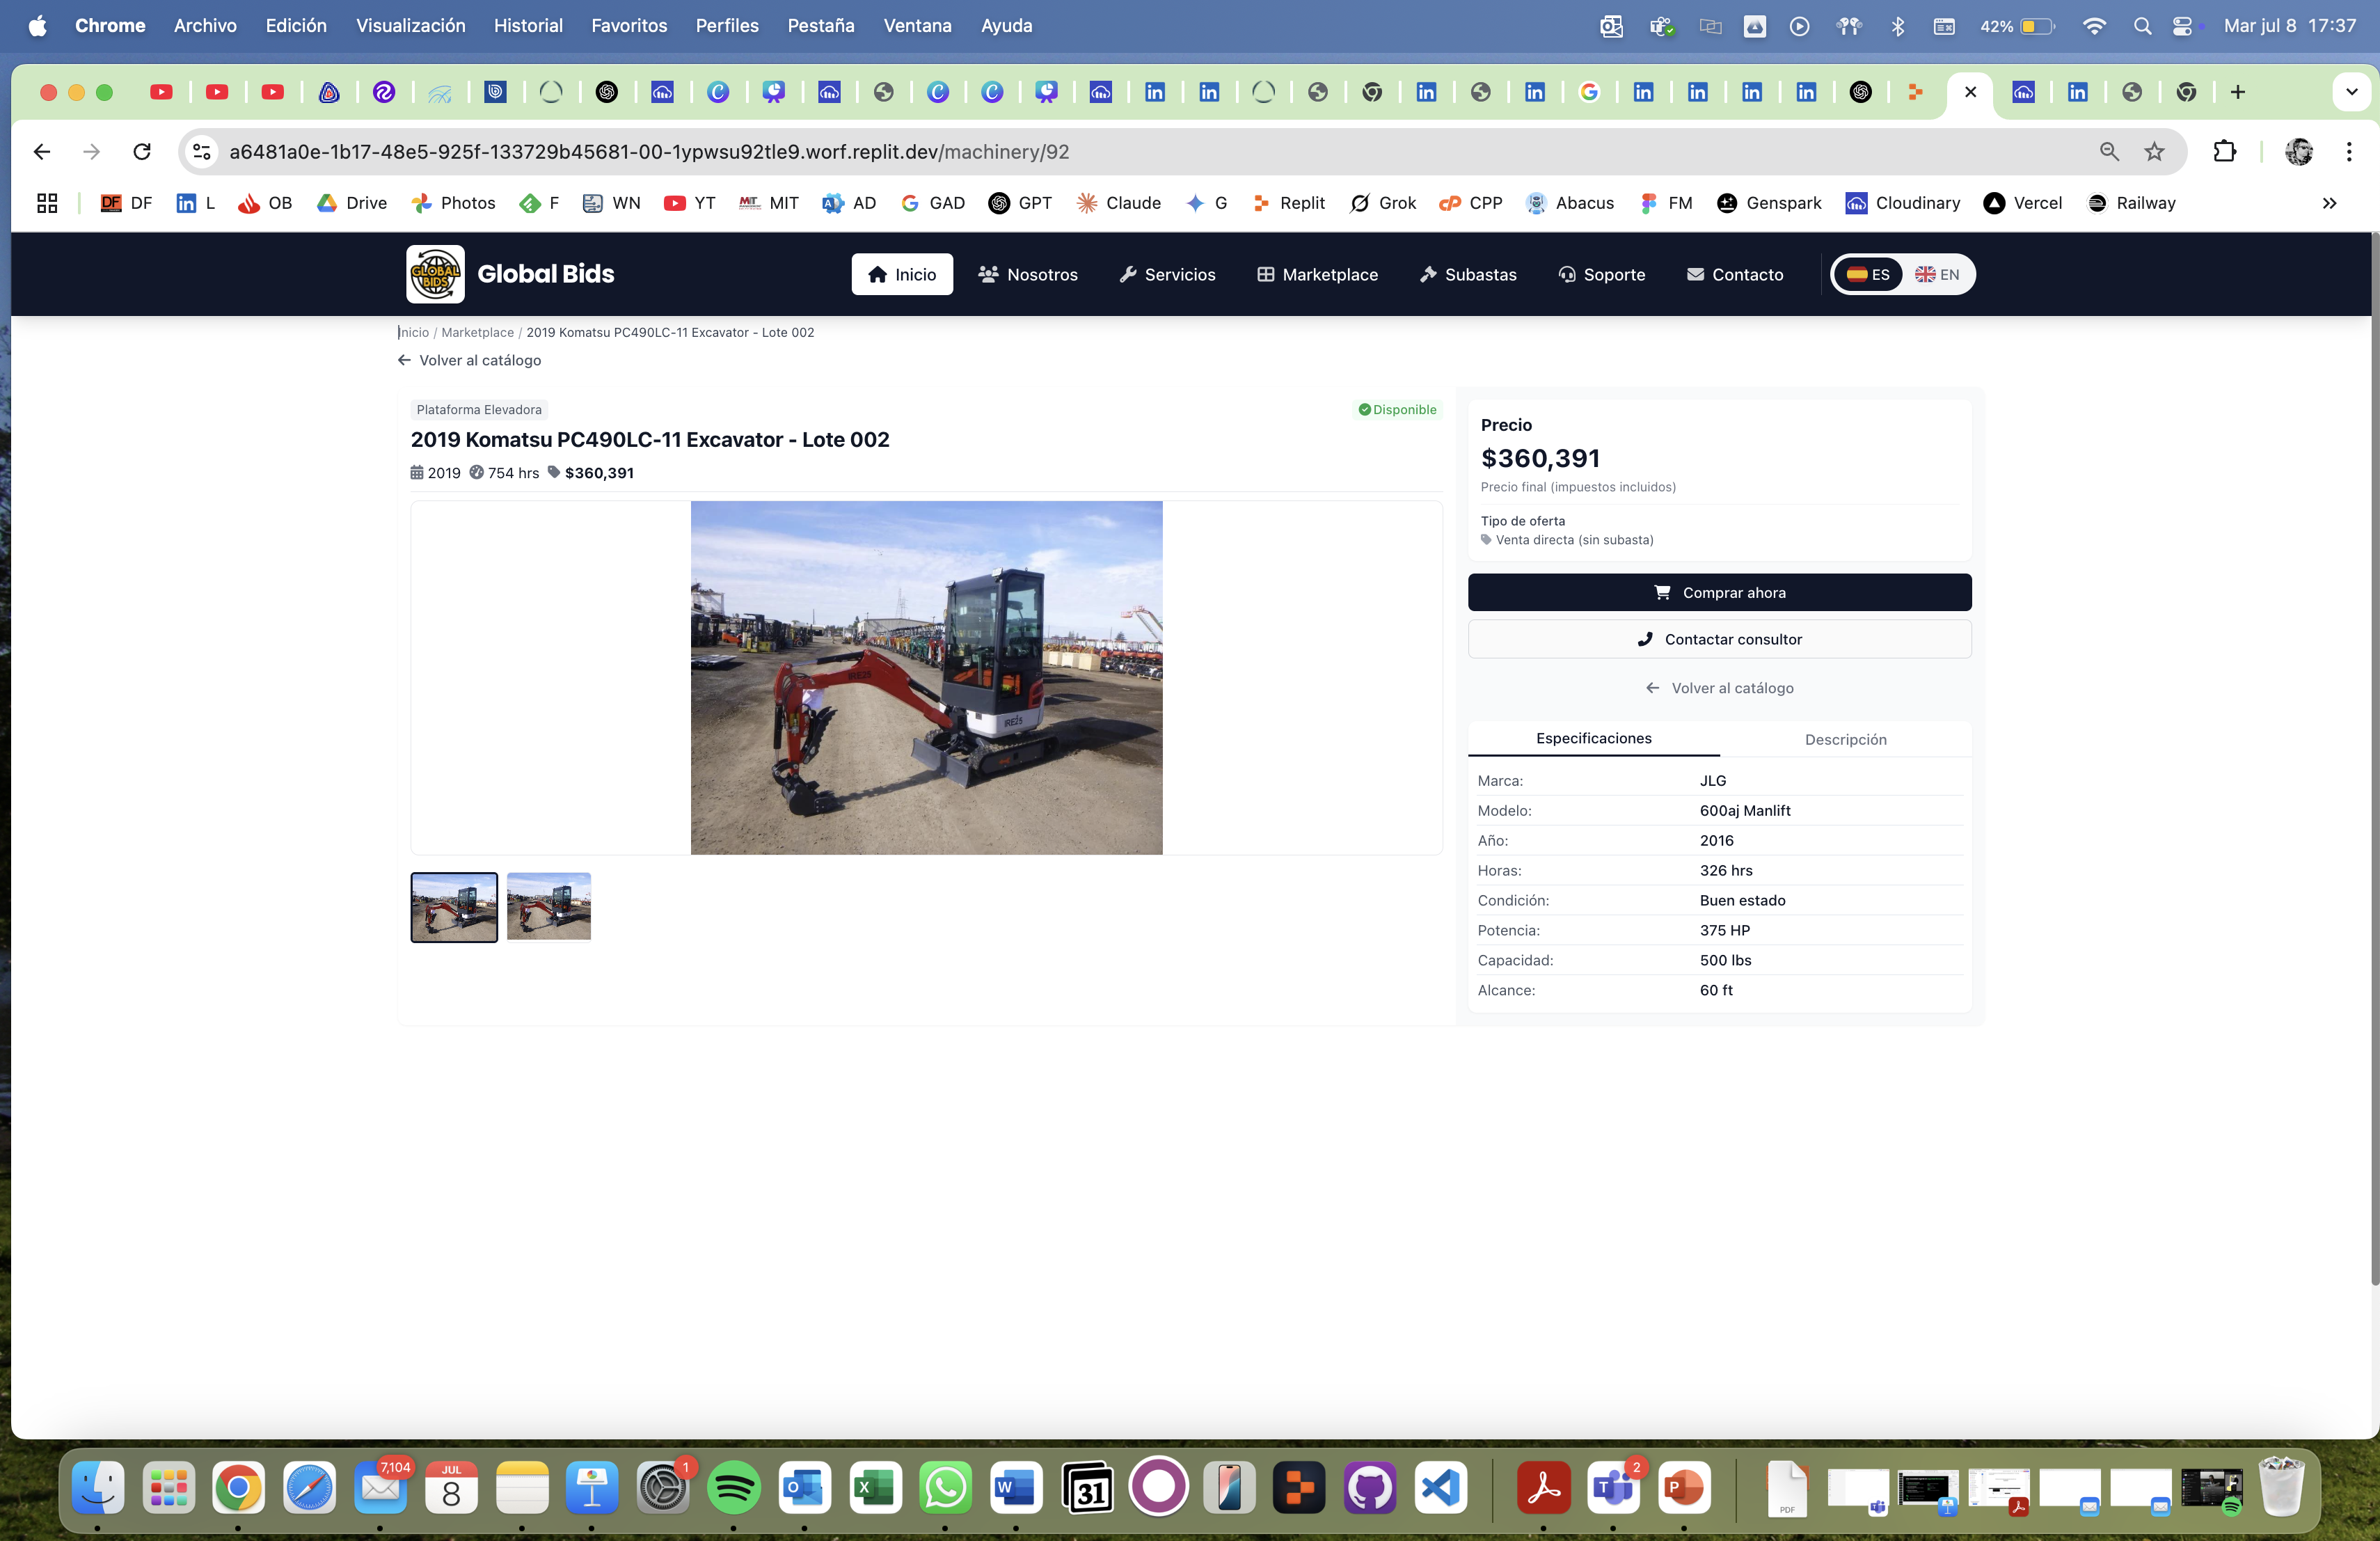 Chrome Archivo Edición Visualización Historial Favoritos Perfiles Pestaña Ventana Ayuda 42% Mar jul 8 17:37
a6481a0e-1b17-48e5-925f-133729b45681-00-1ypwsu92tle9.worf.replit.dev/machinery/92
DF L OB Drive Photos F WN YT MIT AD GAD GPT Claude G Replit Grok CPP Abacus FM Genspark Cloudinary Vercel Railway
GLOBAL BIDS Global Bids Inicio Nosotros Servicios Marketplace Subastas Soporte Contacto ES EN
Inicio / Marketplace / 2019 Komatsu PC490LC-11 Excavator - Lote 002
Volver al catálogo
Plataforma Elevadora
Disponible
2019 Komatsu PC490LC-11 Excavator - Lote 002
2019 754 hrs $360,391
IRE25
IRE25
Precio
$360,391
Precio final (impuestos incluidos)
Tipo de oferta
Venta directa (sin subasta)
Comprar ahora
Contactar consultor
Volver al catálogo
Especificaciones Descripción
Marca: JLG
Modelo: 600aj Manlift
Año: 2016
Horas: 326 hrs
Condición: Buen estado
Potencia: 375 HP
Capacidad: 500 lbs
Alcance: 60 ft
7,104
JUL
8
1
31
2
PDF